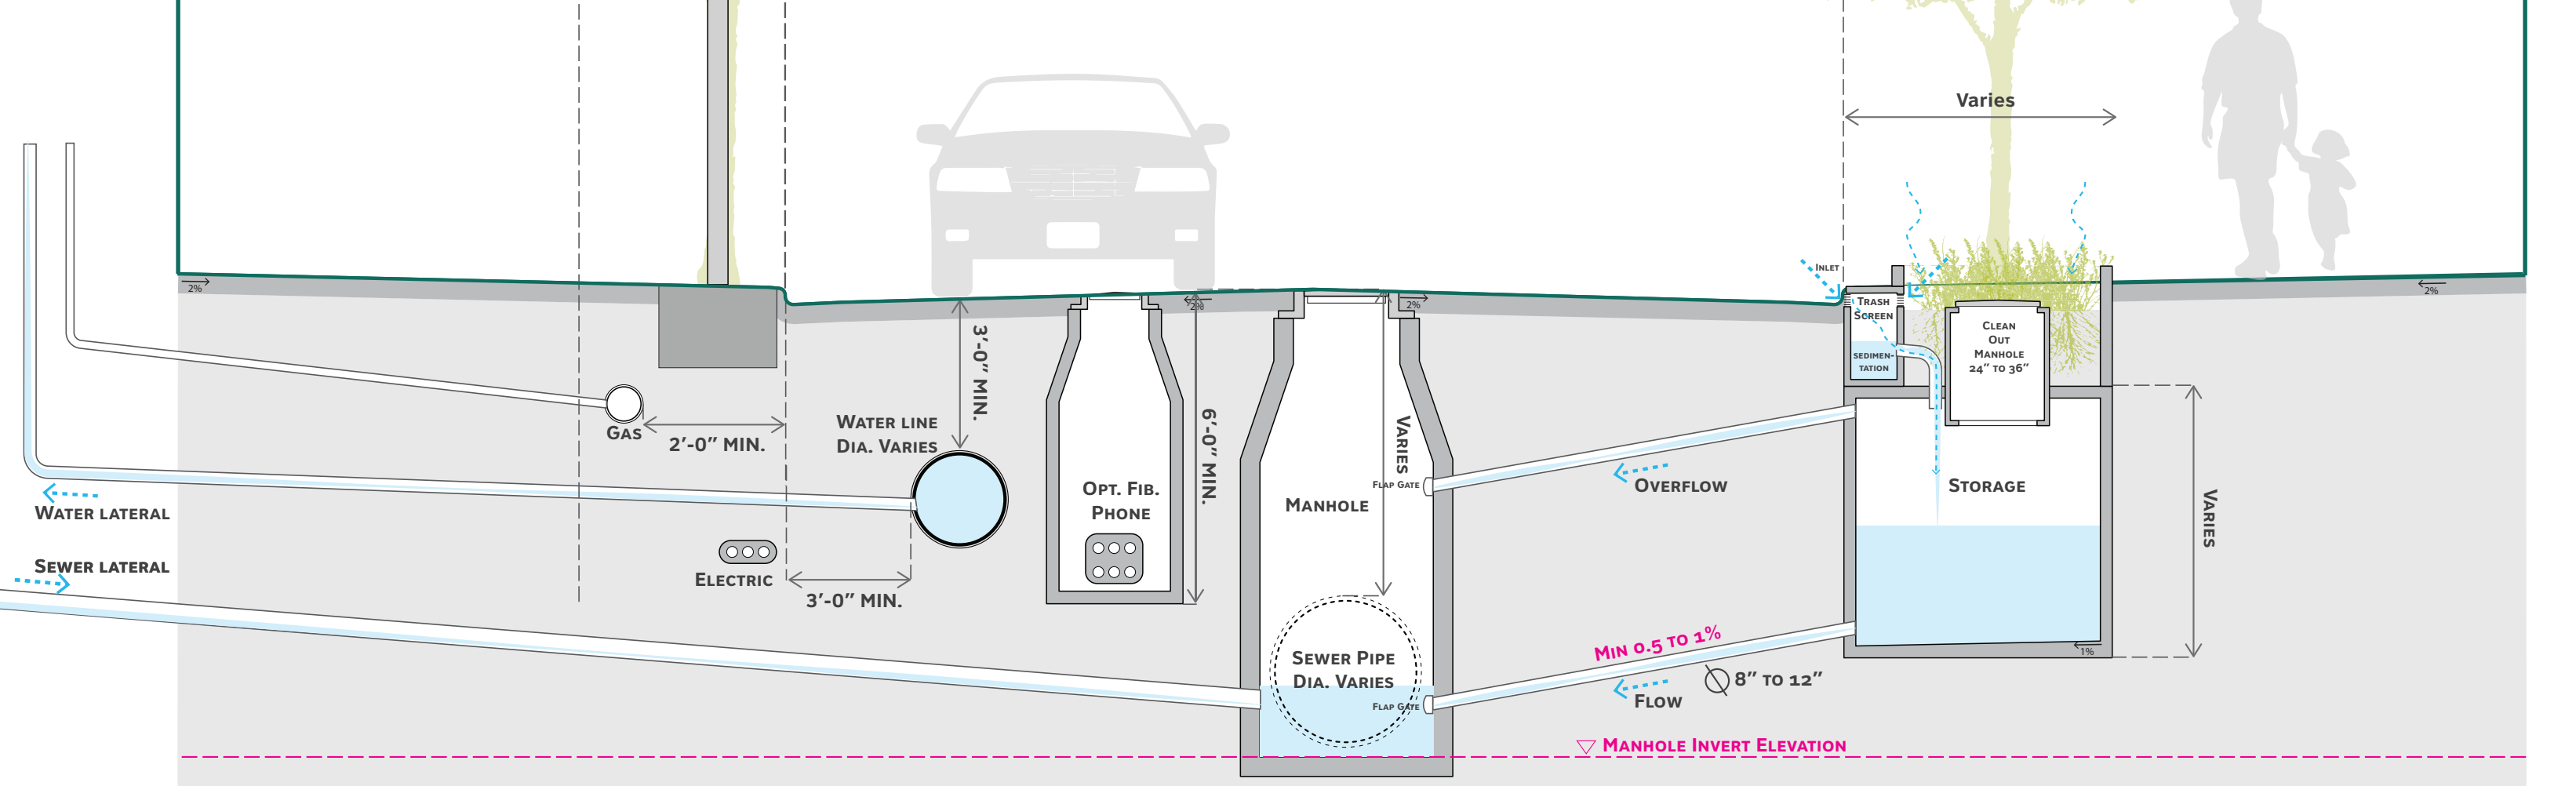 Varies
2%
INLET
TRASH
SCREEN
SEDIMEN-
TATION
CLEAN
OUT
MANHOLE
24" TO 36"
2%
2%
2%
3'-0" MIN.
GAS
2'-0" MIN.
WATER LINE
DIA. VARIES
6'-0" MIN.
VARIES
OPT. FIB.
PHONE
MANHOLE
FLAP GATE
OVERFLOW
STORAGE
VARIES
WATER LATERAL
SEWER LATERAL
ELECTRIC
3'-0" MIN.
SEWER PIPE
DIA. VARIES
FLAP GATE
MIN 0.5 TO 1%
8" TO 12"
FLOW
1%
MANHOLE INVERT ELEVATION